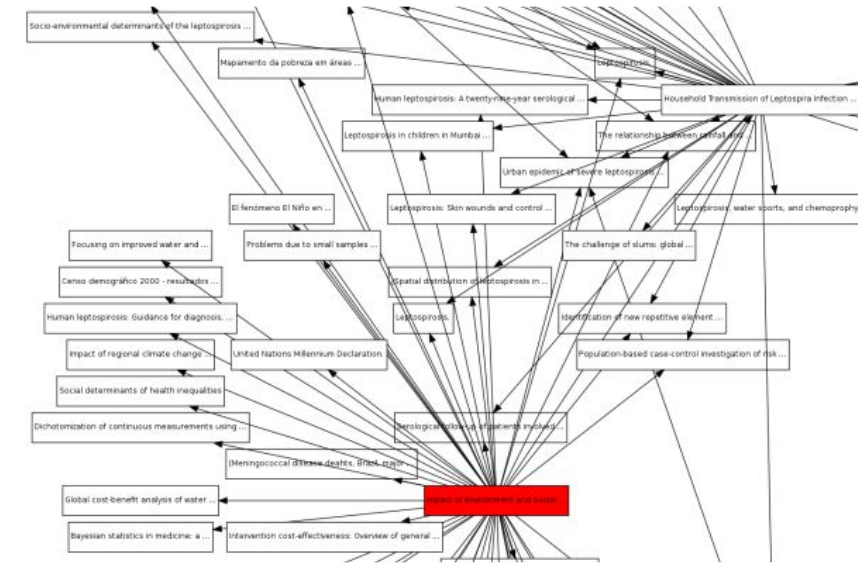 Socio-environmental determinants of the leptospirosis ...
Mapamento da pobreza em áreas ...
Leptospirosis.
Human leptospirosis: A twenty-nine-year serological ...
Household Transmission of Leptospira Infection ...
Leptospirosis in children in Mumbai ...
The relationship between rainfall and ...
Urban epidemic of severe leptospirosis ...
El fenómeno El Niño en ...
Leptospirosis: Skin wounds and control ...
Leptospirosis, water sports, and chemoprophy
Focusing on improved water and ...
Problems due to small samples ...
The challenge of slums: global ...
Censo demográfico 2000 - resultados ...
Spatial distribution of leptospirosis in ...
Human leptospirosis: Guidance for diagnosis, ...
Leptospirosis.
Identification of new repetitive element ...
Impact of regional climate change ...
United Nations Millennium Declaration.
Population-based case-control investigation of risk ...
Social determinants of health inequalities
Dichotomization of continuous measurements using ...
Serological follow-up of patients involved ...
(Meningococcal disease deahts, Brazil, major ...
Global cost-benefit analysis of water ...
Impact of Environment and Social ...
Bayesian statistics in medicine: a ...
Intervention cost-effectiveness: Overview of general ...